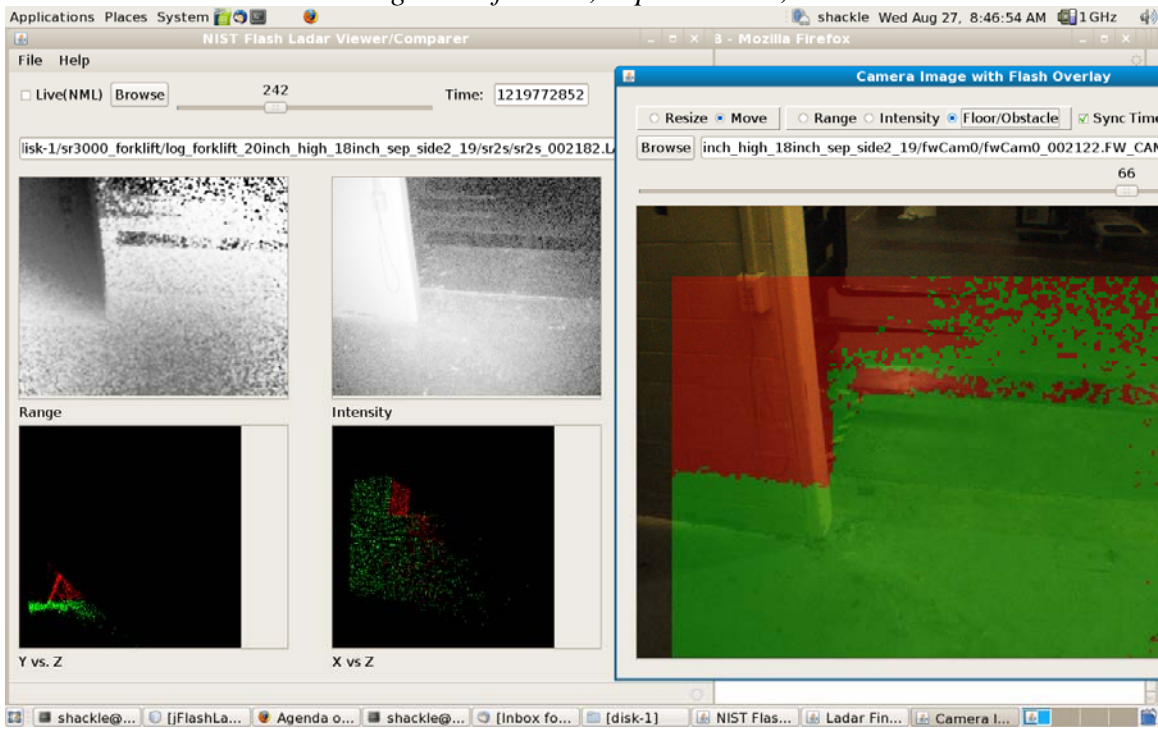 Applications Places System shackle Wed Aug 27, 8:46:54 AM 1 GHz
NIST Flash Ladar Viewer/Comparer
- Mozilla Firefox
File Help
Camera Image with Flash Overlay
Live(NML) Browse 242 Time: 1219772852
Resize Move Range Intensity Floor/Obstacle Sync Time
lisk-1/sr3000_forklift/log_forklift_20inch_high_18inch_sep_side2_19/sr2s/sr2s_002182.L
Browse inch_high_18inch_sep_side2_19/fwCam0/fwCam0_002122.FW_CAM
66
Range Intensity
Y vs. Z X vs Z
shackle@... [jFlashLa... Agenda o... shackle@... [Inbox fo... [disk-1] NIST Flas... Ladar Fin... Camera I...